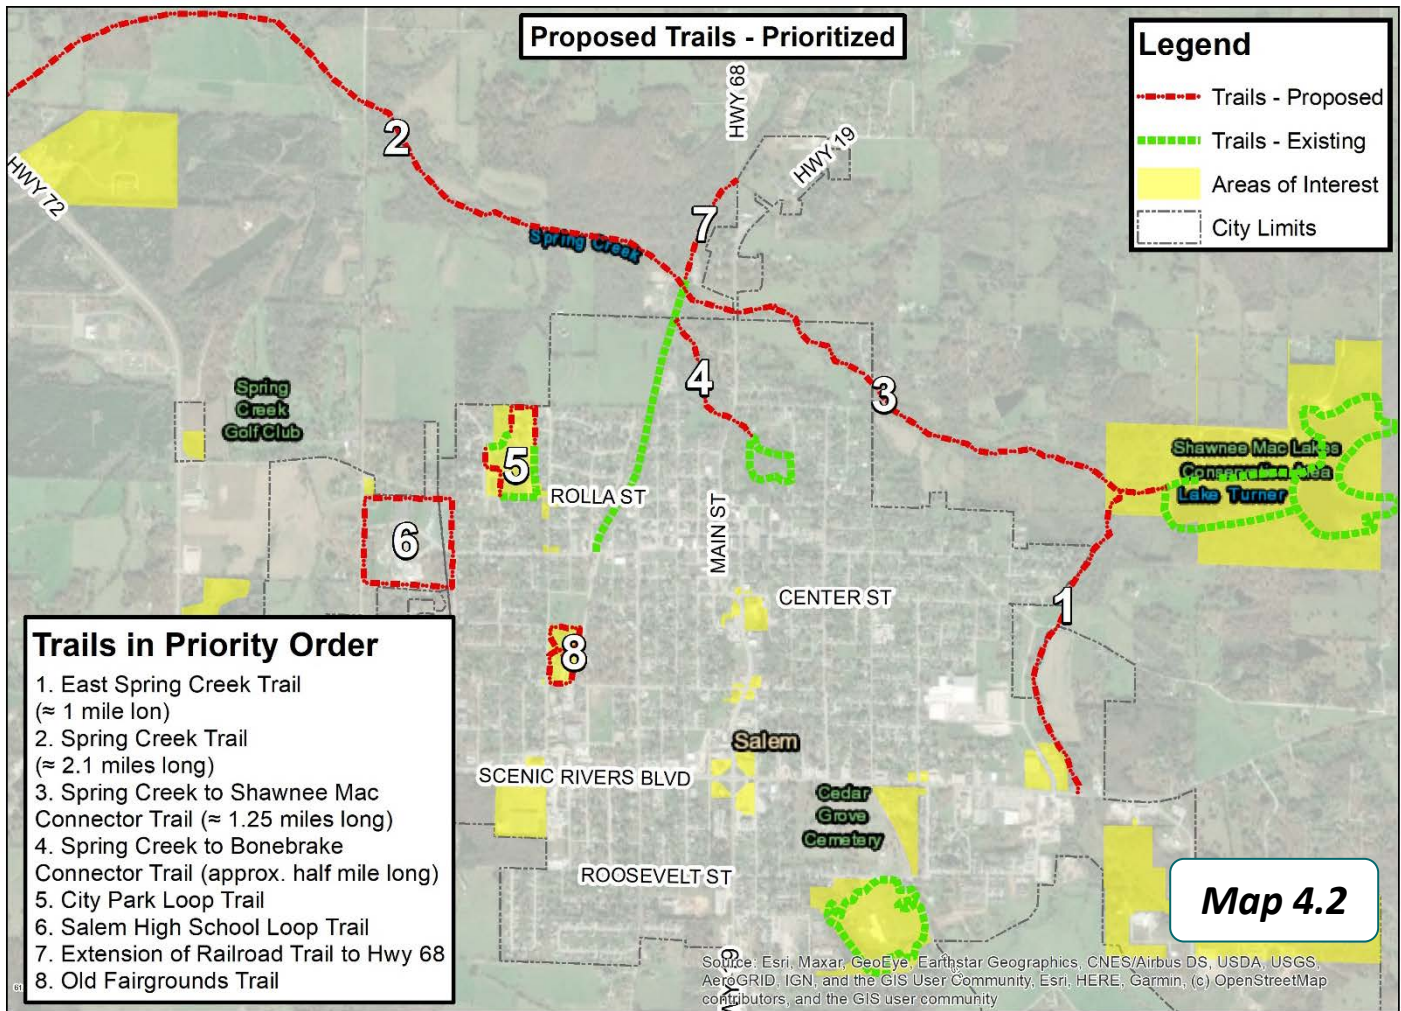 Proposed Trails - Prioritized
Legend
Trails - Proposed
Trails - Existing
Areas of Interest
City Limits
HWY 68
HWY 19
HWY 72
2
7
Spring Creek
4
3
Spring
Creek
Golf Club
5
ROLLA ST
6
MAIN ST
Shawnee Mac Lakes
Conservation Area
Lake Turner
CENTER ST
1
8
Salem
SCENIC RIVERS BLVD
Cedar
Grove
Cemetery
ROOSEVELT ST
Trails in Priority Order
1. East Spring Creek Trail
(≈ 1 mile lon)
2. Spring Creek Trail
(≈ 2.1 miles long)
3. Spring Creek to Shawnee Mac
Connector Trail (≈ 1.25 miles long)
4. Spring Creek to Bonebrake
Connector Trail (approx. half mile long)
5. City Park Loop Trail
6. Salem High School Loop Trail
7. Extension of Railroad Trail to Hwy 68
8. Old Fairgrounds Trail
Map 4.2
Source: Esri, Maxar, GeoEye, Earthstar Geographics, CNES/Airbus DS, USDA, USGS,
AeroGRID, IGN, and the GIS User Community, Esri, HERE, Garmin, (c) OpenStreetMap
contributors, and the GIS user community